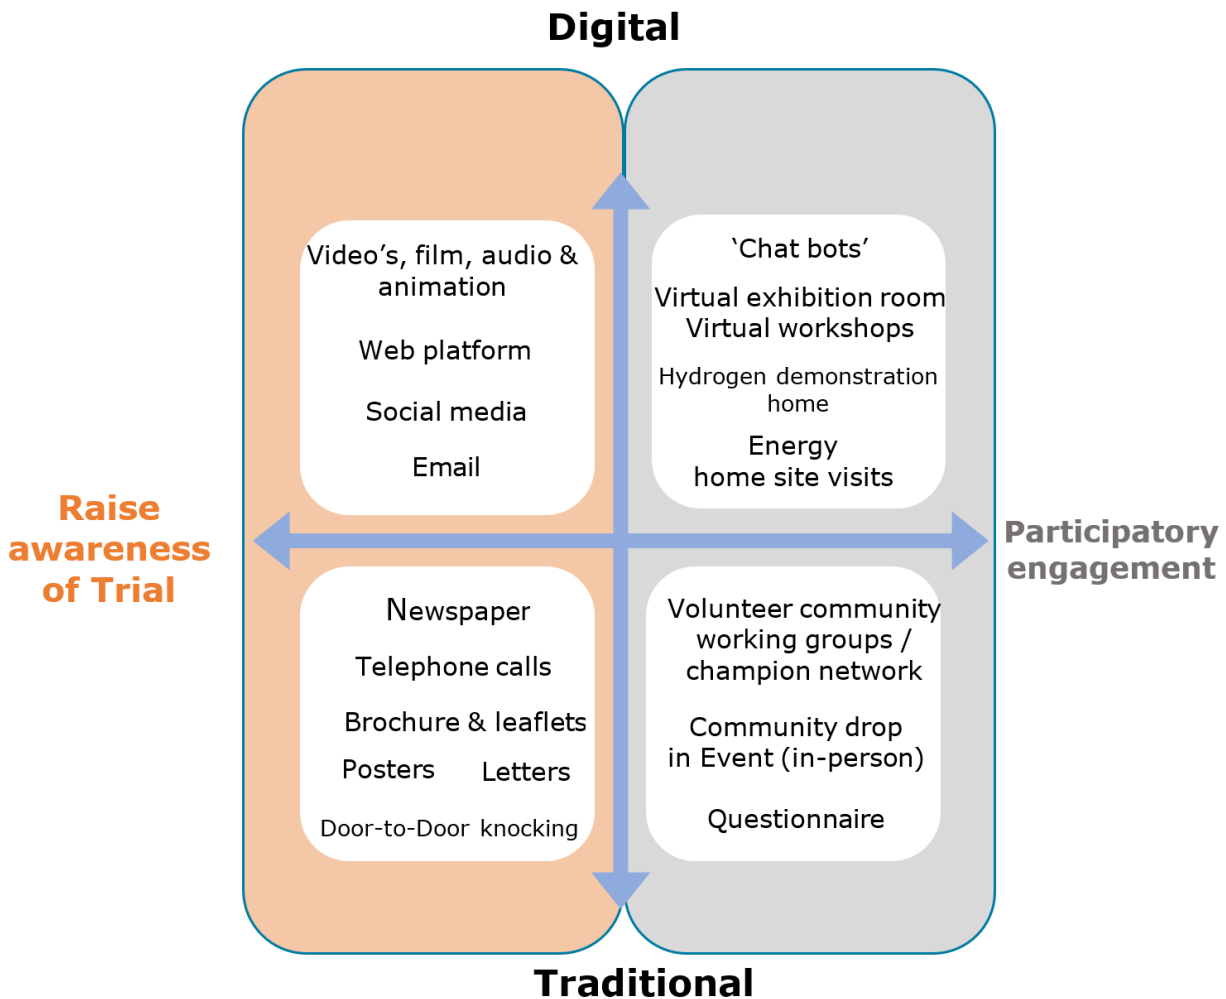 Digital
Video’s, film, audio &
animation
Web platform
Social media
Email
‘Chat bots’
Virtual exhibition room
Virtual workshops
Hydrogen demonstration
home
Energy
home site visits
Raise
awareness
of Trial
Participatory
engagement
Newspaper
Telephone calls
Brochure & leaflets
Posters Letters
Door-to-Door knocking
Volunteer community
working groups /
champion network
Community drop
in Event (in-person)
Questionnaire
Traditional